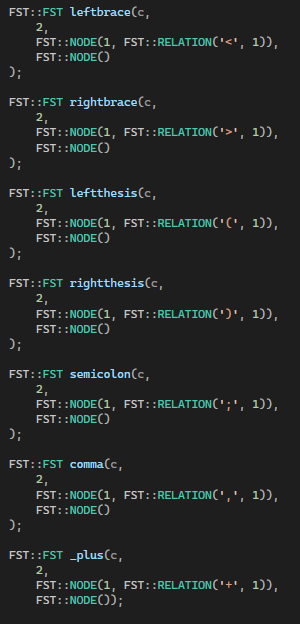 FST::FST leftbrace(c,
    2,
    FST::NODE(1, FST::RELATION('<', 1)),
    FST::NODE()
);

FST::FST rightbrace(c,
    2,
    FST::NODE(1, FST::RELATION('>', 1)),
    FST::NODE()
);

FST::FST leftthesis(c,
    2,
    FST::NODE(1, FST::RELATION('(', 1)),
    FST::NODE()
);

FST::FST rightthesis(c,
    2,
    FST::NODE(1, FST::RELATION(')', 1)),
    FST::NODE()
);

FST::FST semicolon(c,
    2,
    FST::NODE(1, FST::RELATION(';', 1)),
    FST::NODE()
);

FST::FST comma(c,
    2,
    FST::NODE(1, FST::RELATION(',', 1)),
    FST::NODE()
);

FST::FST _plus(c,
    2,
    FST::NODE(1, FST::RELATION('+', 1)),
    FST::NODE());